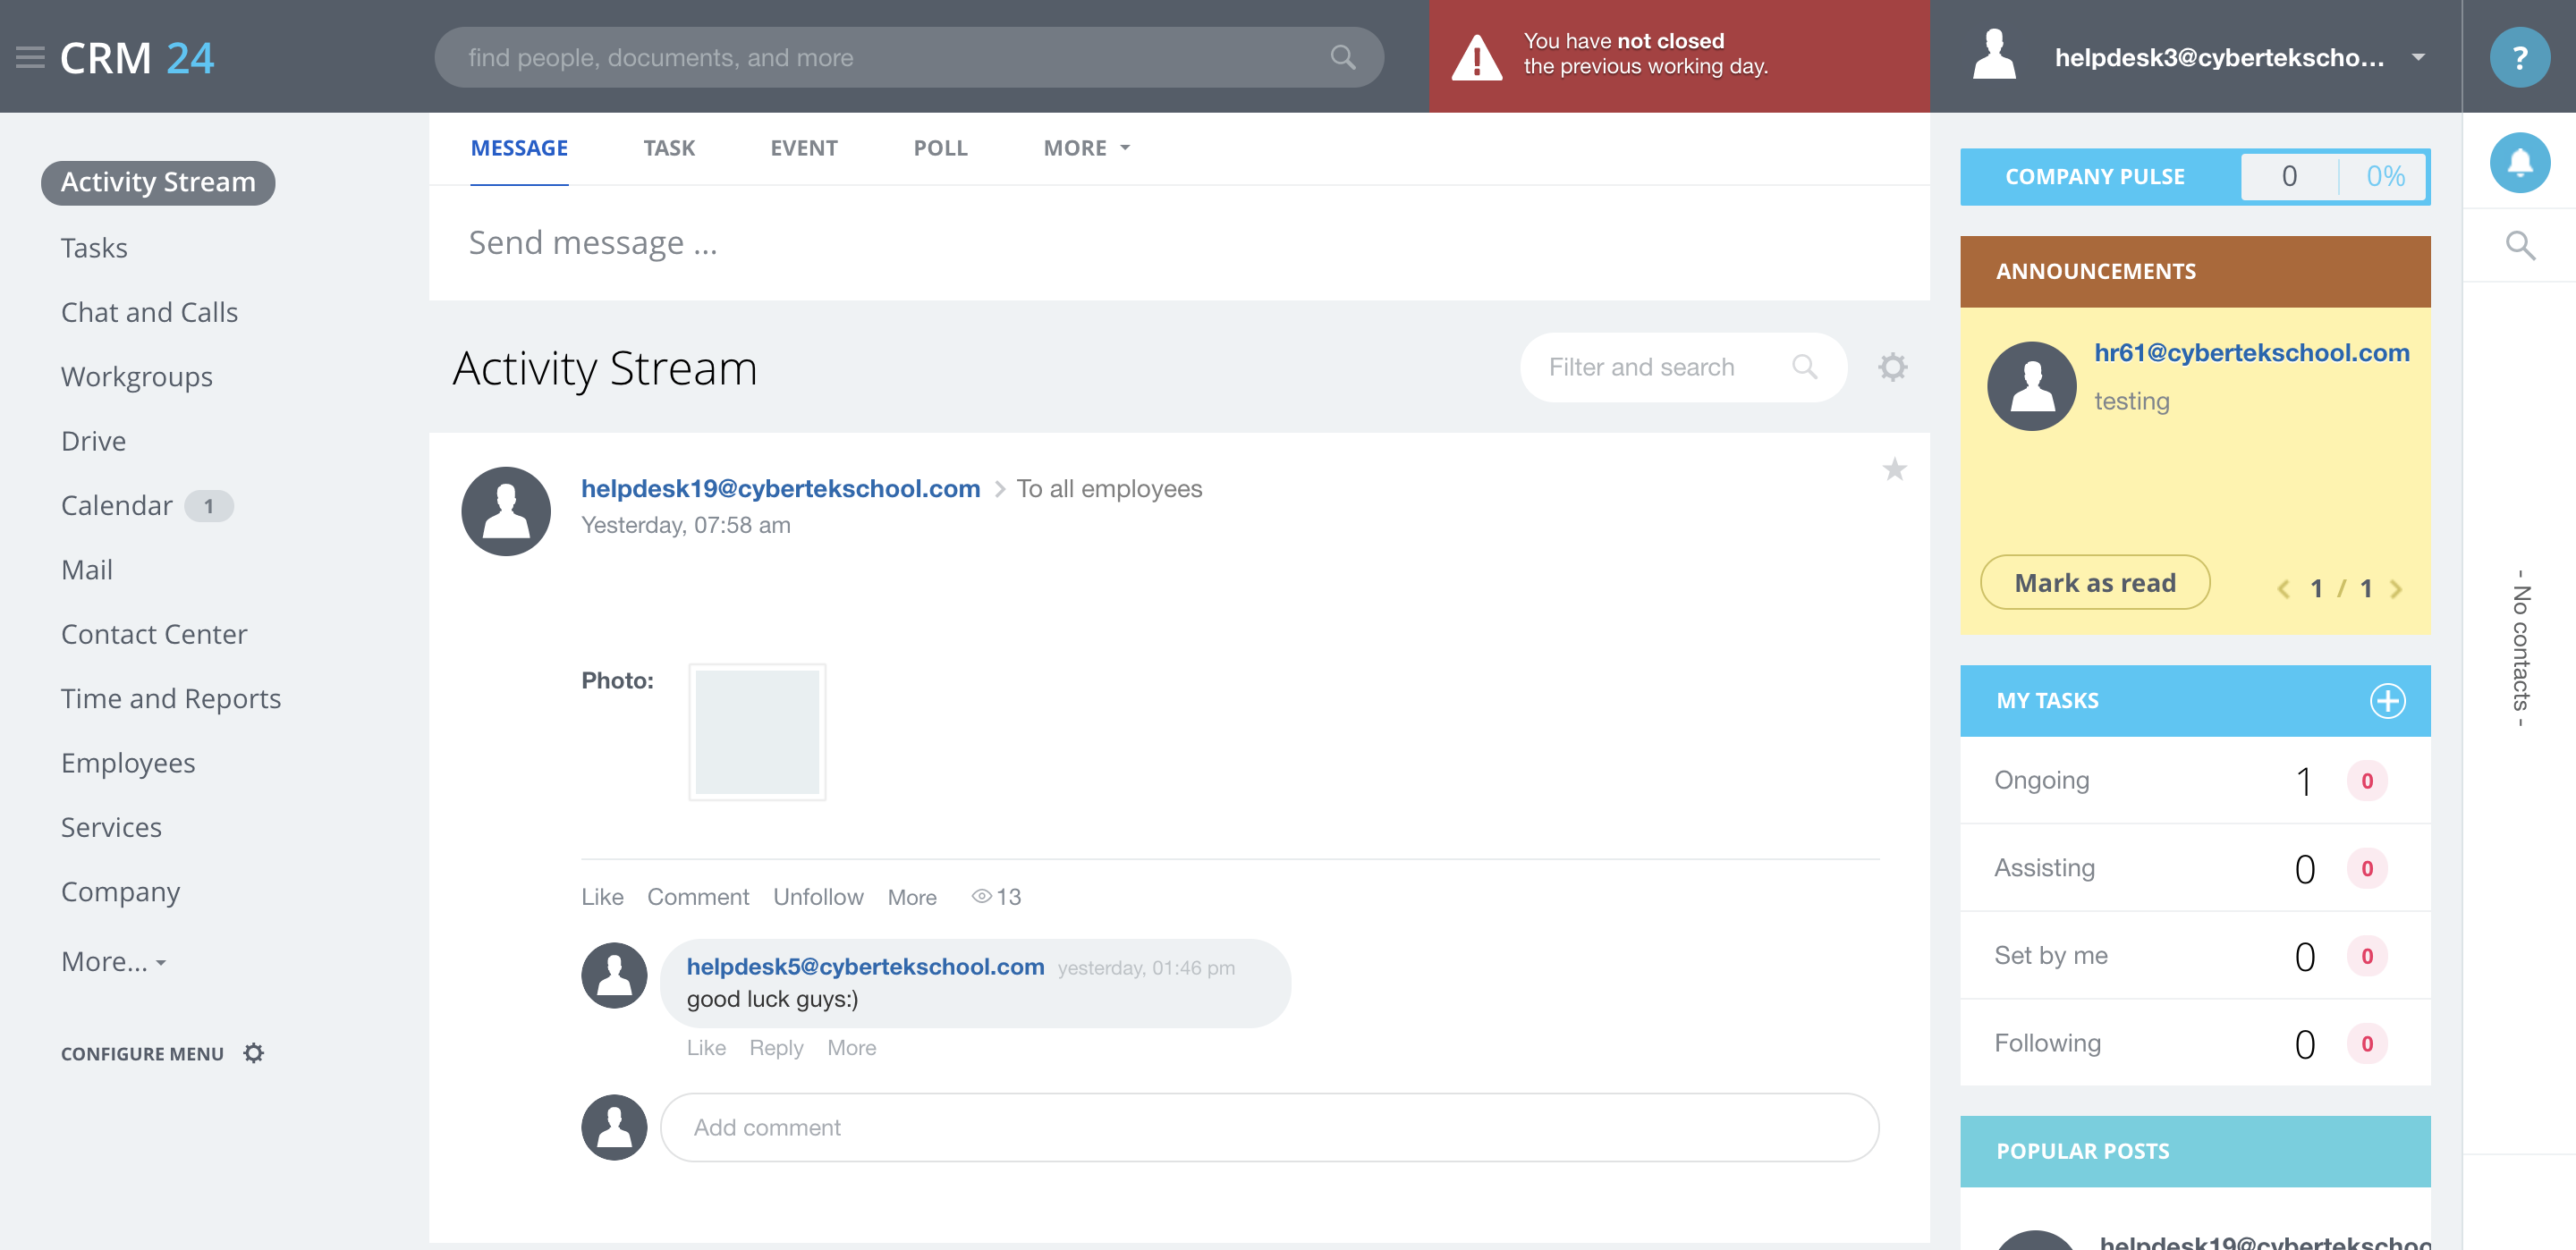 CRM 24
find people, documents, and more
You have not closed
the previous working day.
helpdesk3@cyberteksho...
?
Activity Stream
Tasks
Chat and Calls
Workgroups
Drive
Calendar 1
Mail
Contact Center
Time and Reports
Employees
Services
Company
More...
CONFIGURE MENU
MESSAGE TASK EVENT POLL MORE
Send message ...
Activity Stream
Filter and search
helpdesk19@cybertekschool.com > To all employees
Yesterday, 07:58 am
Photo:
Like Comment Unfollow More 13
helpdesk5@cybertekschool.com yesterday, 01:46 pm
good luck guys:)
Like Reply More
Add comment
COMPANY PULSE 0 0%
ANNOUNCEMENTS
hr61@cybertekschool.com
testing
Mark as read 1 / 1
MY TASKS
Ongoing 1 0
Assisting 0 0
Set by me 0 0
Following 0 0
POPULAR POSTS
helpdesk19@cybertekschoo
- No contacts -